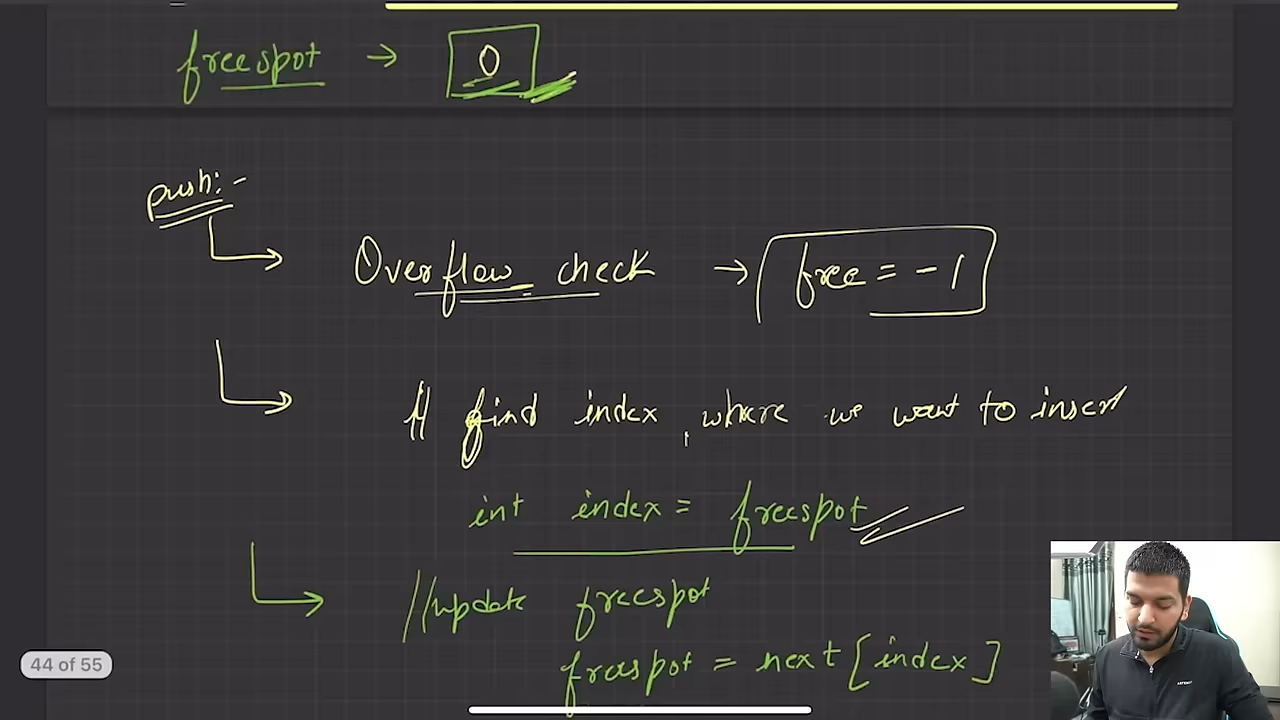 freespot → 0
push:-
Overflow check → free = -1
// find index, where we want to insert
int index = freespot
//update freespot
freespot = next[index]
44 of 55